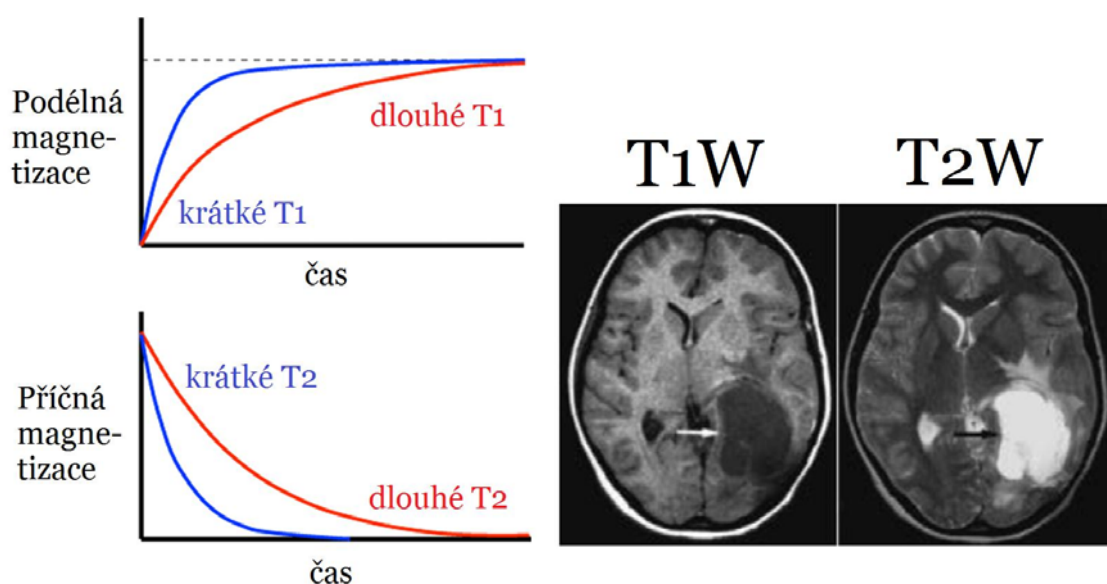 Podélná
magne-
tizace
dlouhé T1
krátké T1
čas
Příčná
magne-
tizace
krátké T2
dlouhé T2
čas
T1W
T2W